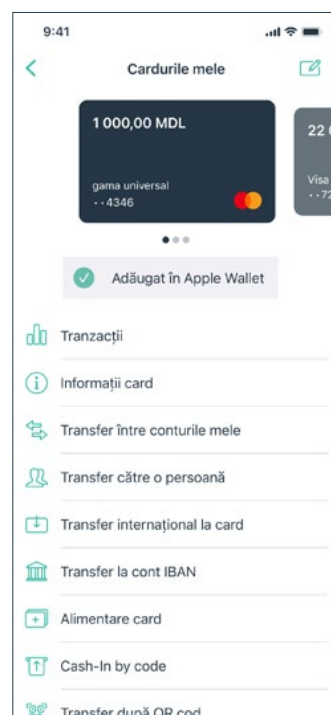 9:41
Cardurile mele
1 000,00 MDL
22
gama universal
··4346
Visa
Adăugat în Apple Wallet
Tranzacții
Informații card
Transfer între conturile mele
Transfer către o persoană
Transfer internațional la card
Transfer la cont IBAN
Alimentare card
Cash-In by code
Transfer după QR cod